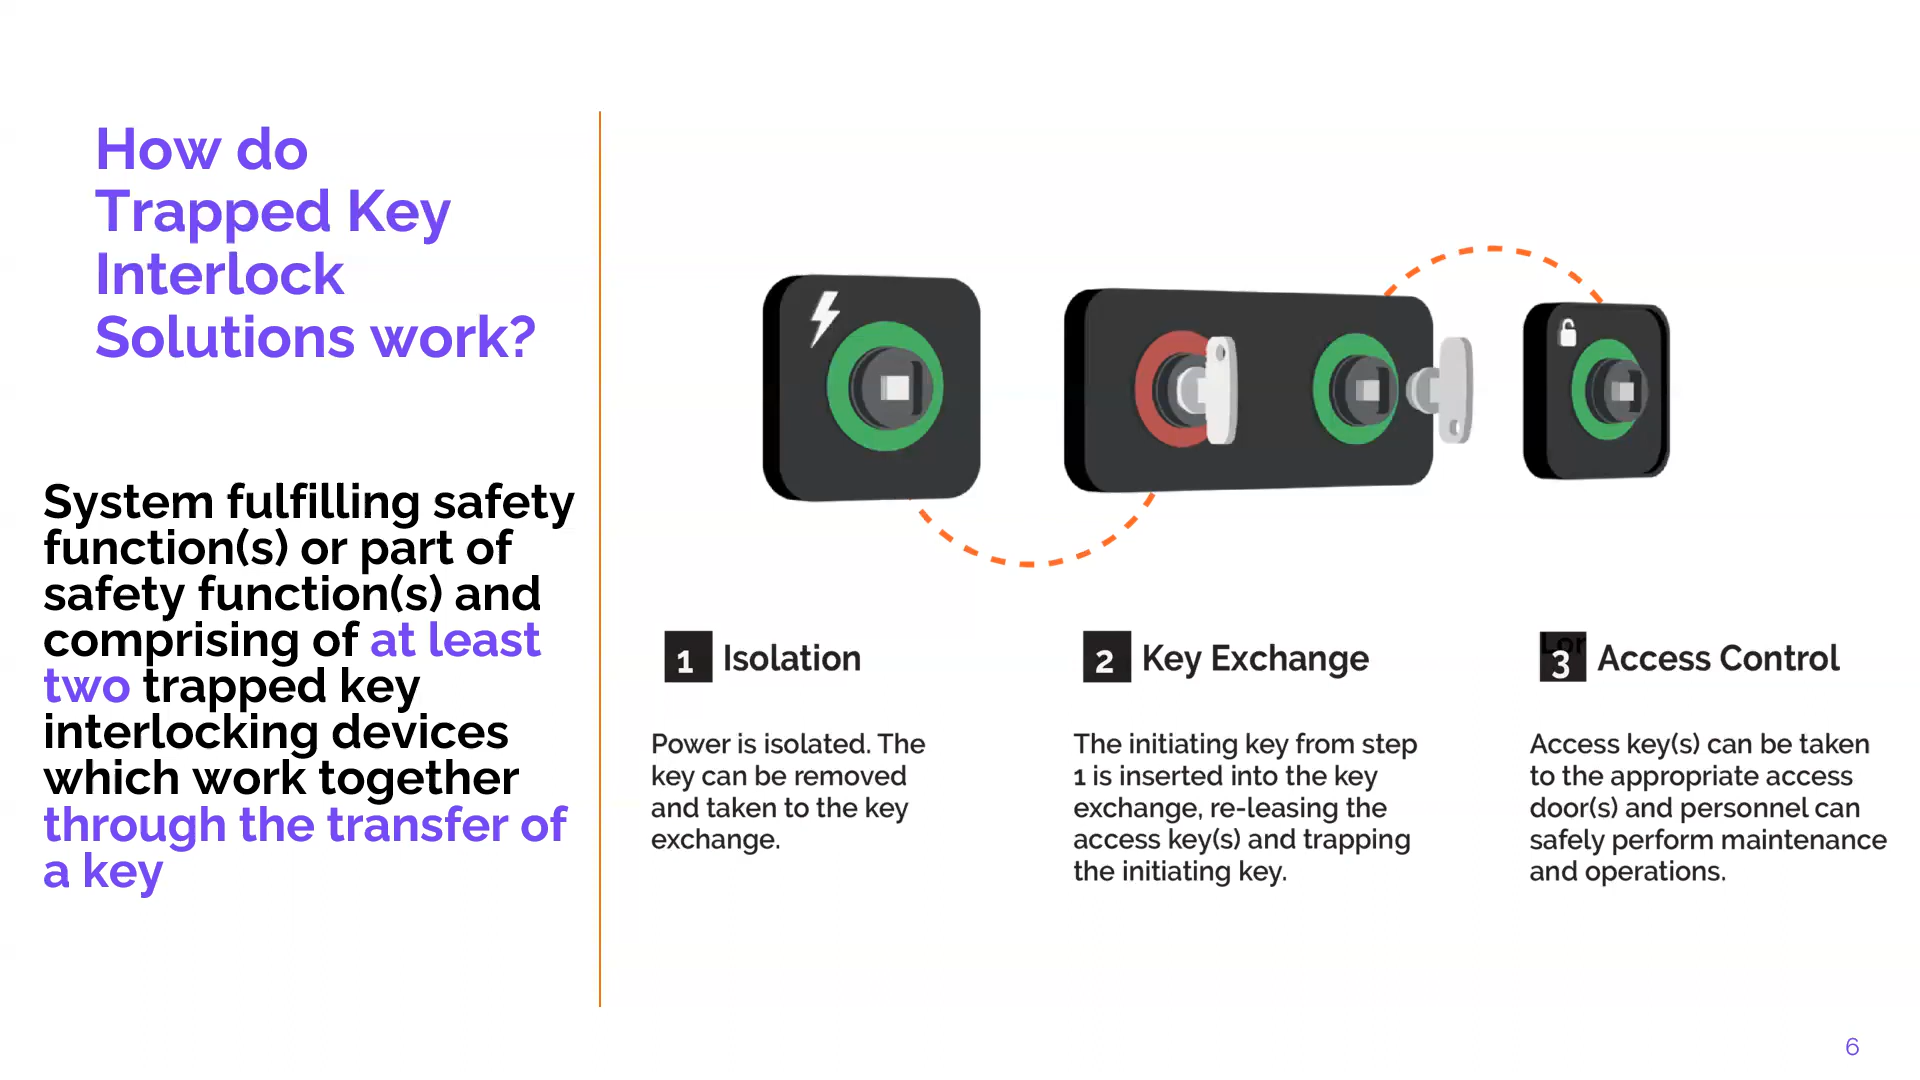 How do
Trapped Key
Interlock
Solutions work?
System fulfilling safety
function(s) or part of
safety function(s) and
comprising of at least
two trapped key
interlocking devices
which work together
through the transfer of
a key
1 Isolation
Power is isolated. The
key can be removed
and taken to the key
exchange.
2 Key Exchange
The initiating key from step
1 is inserted into the key
exchange, re-leasing the
access key(s) and trapping
the initiating key.
3 Access Control
Access key(s) can be taken
to the appropriate access
door(s) and personnel can
safely perform maintenance
and operations.
6